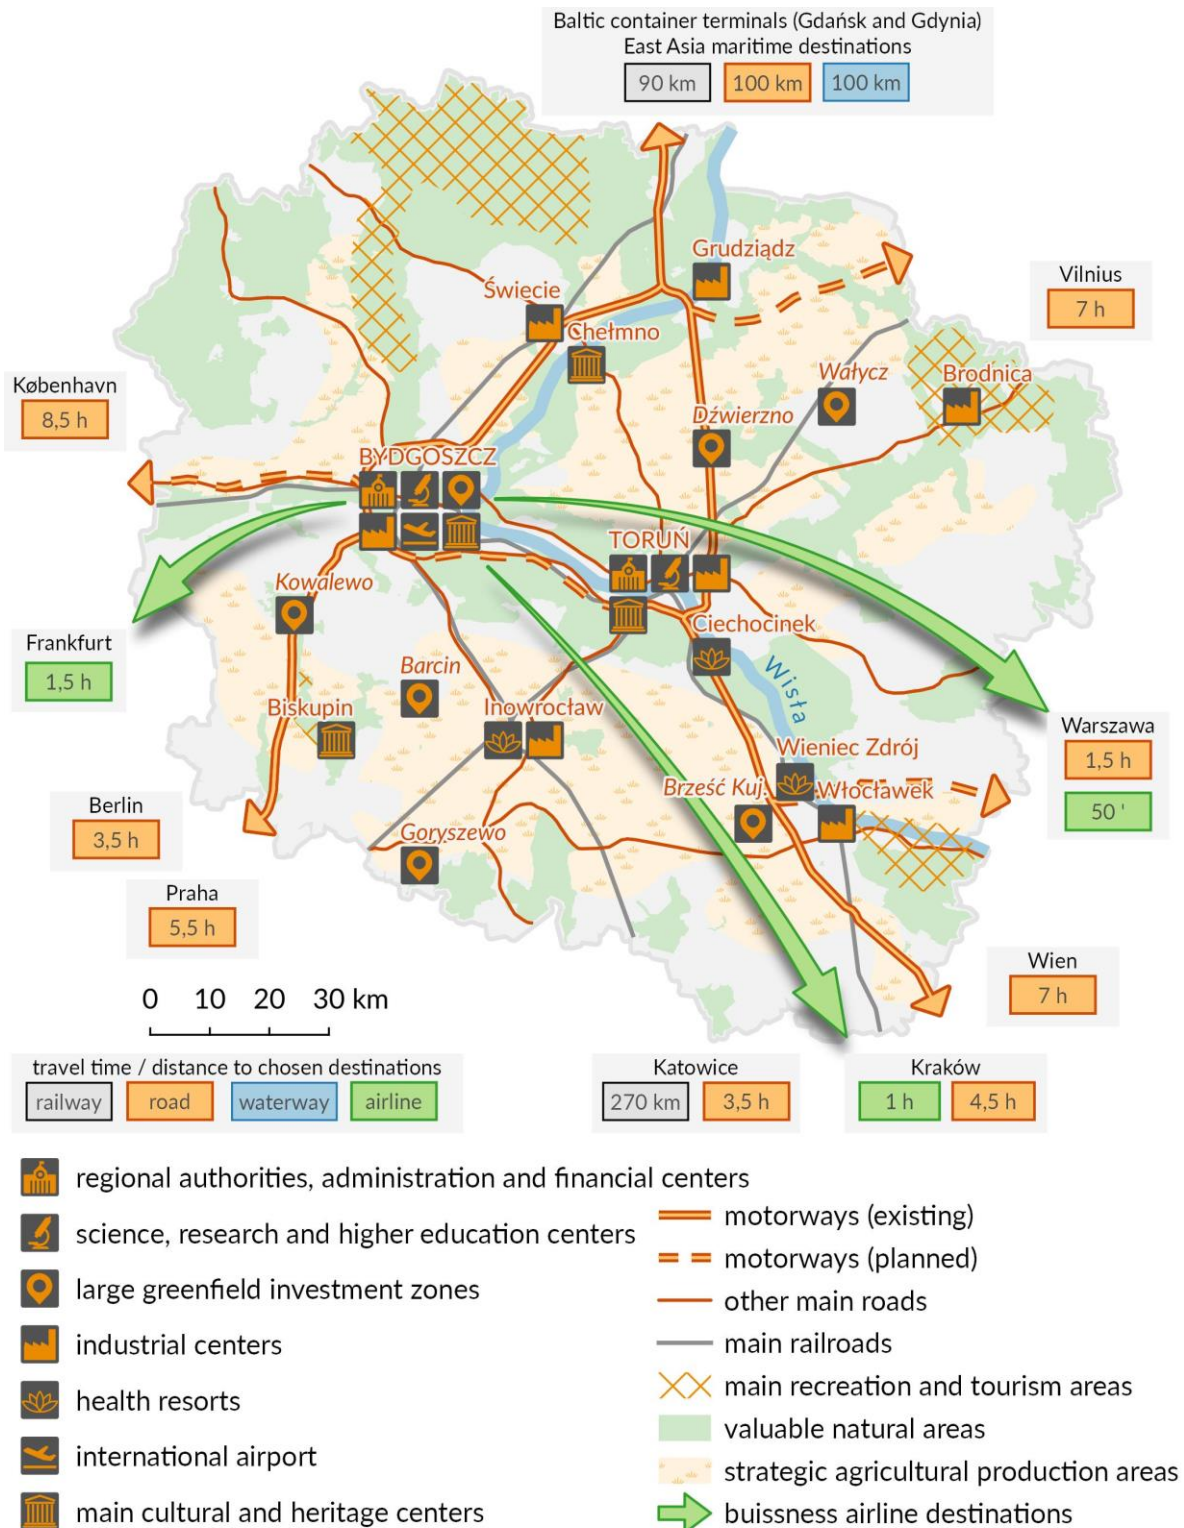 Baltic container terminals (Gdańsk and Gdynia)
East Asia maritime destinations
90 km
100 km
100 km
Grudziądz
Vilnius
7 h
Świecie
Chełmno
Wałycz
Brodnica
København
8,5 h
Dźwierzno
BYDGOSZCZ
TORUŃ
Kowalewo
Ciechocinek
Frankfurt
1,5 h
Wisła
Barcin
Biskupin
Inowrocław
Warszawa
1,5 h
50 '
Wieniec Zdrój
Brześć Kuj.
Włocławek
Berlin
3,5 h
Goryszewo
Praha
5,5 h
Wien
7 h
0 10 20 30 km
travel time / distance to chosen destinations
railway
road
waterway
airline
Katowice
270 km
3,5 h
Kraków
1 h
4,5 h
regional authorities, administration and financial centers
science, research and higher education centers
large greenfield investment zones
industrial centers
health resorts
international airport
main cultural and heritage centers
motorways (existing)
motorways (planned)
other main roads
main railroads
main recreation and tourism areas
valuable natural areas
strategic agricultural production areas
buissness airline destinations